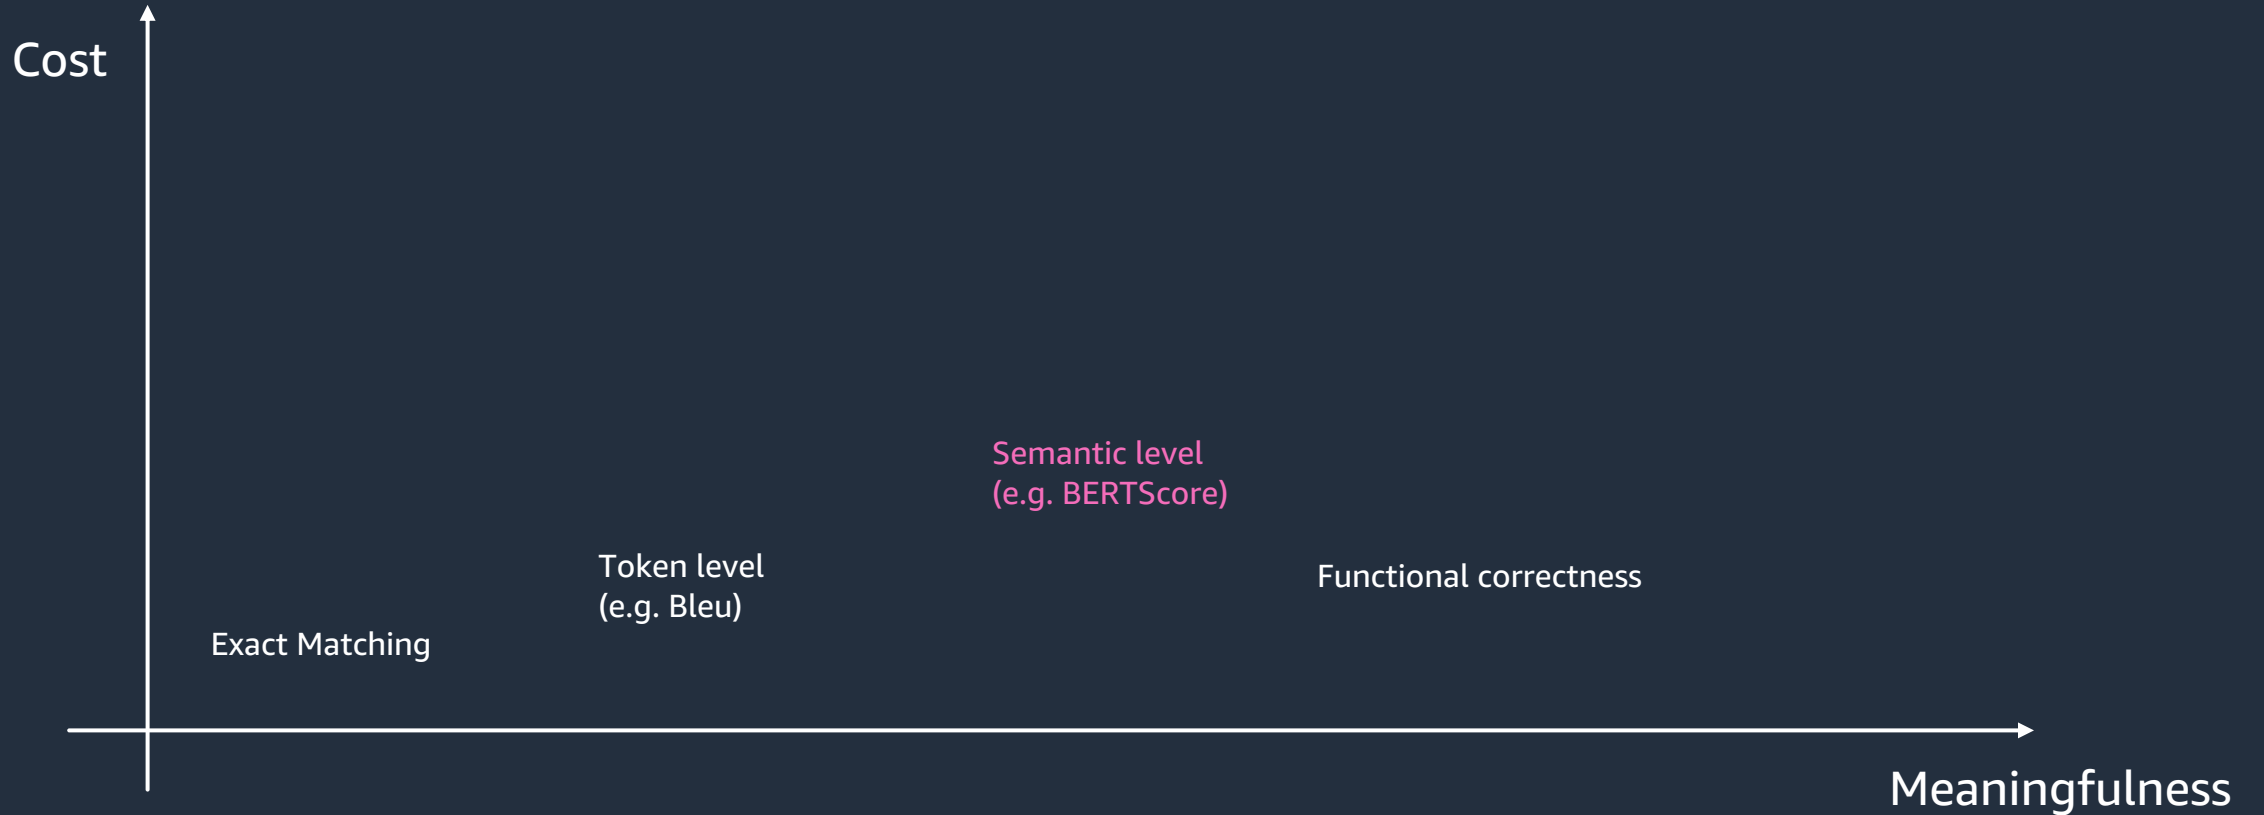 Cost
Semantic level
(e.g. BERTScore)
Token level
(e.g. Bleu)
Functional correctness
Exact Matching
Meaningfulness